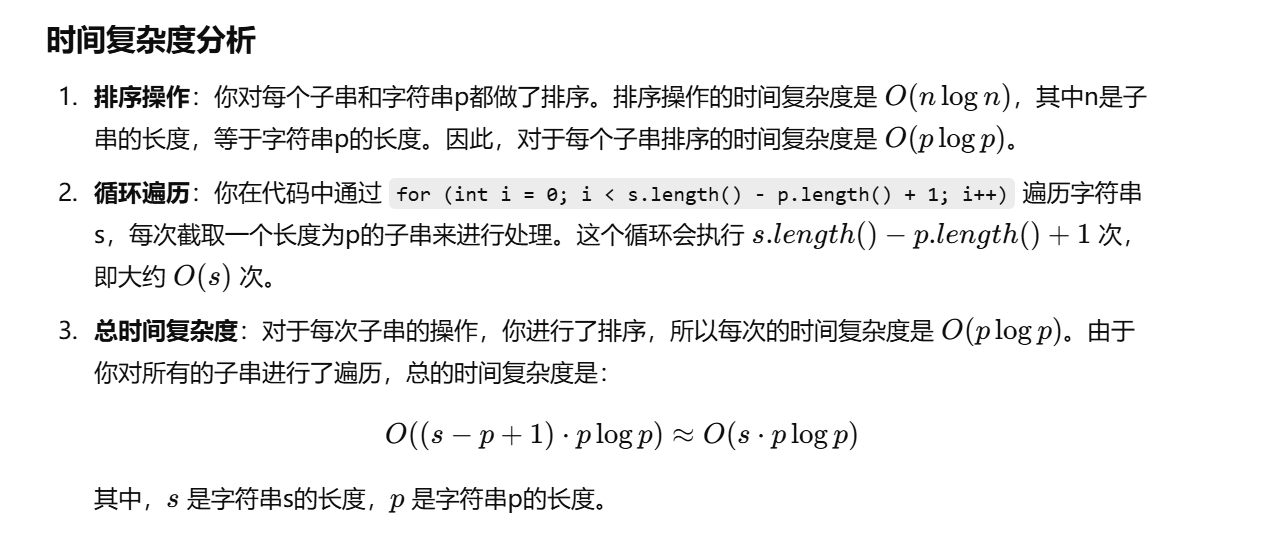 时间复杂度分析
1. 排序操作：你对每个子串和字符串p都做了排序。排序操作的时间复杂度是 O(n log n)，其中n是子
串的长度，等于字符串p的长度。因此，对于每个子串排序的时间复杂度是 O(p log p)。
2. 循环遍历：你在代码中通过 for (int i = 0; i < s.length() - p.length() + 1; i++) 遍历字符串
s，每次截取一个长度为p的子串来进行处理。这个循环会执行 s.length() − p.length() + 1 次，
即大约 O(s) 次。
3. 总时间复杂度：对于每次子串的操作，你进行了排序，所以每次的时间复杂度是 O(p log p)。由于
你对所有的子串进行了遍历，总的时间复杂度是：
O((s − p + 1) · p log p) ≈ O(s · p log p)
其中，s 是字符串s的长度，p 是字符串p的长度。